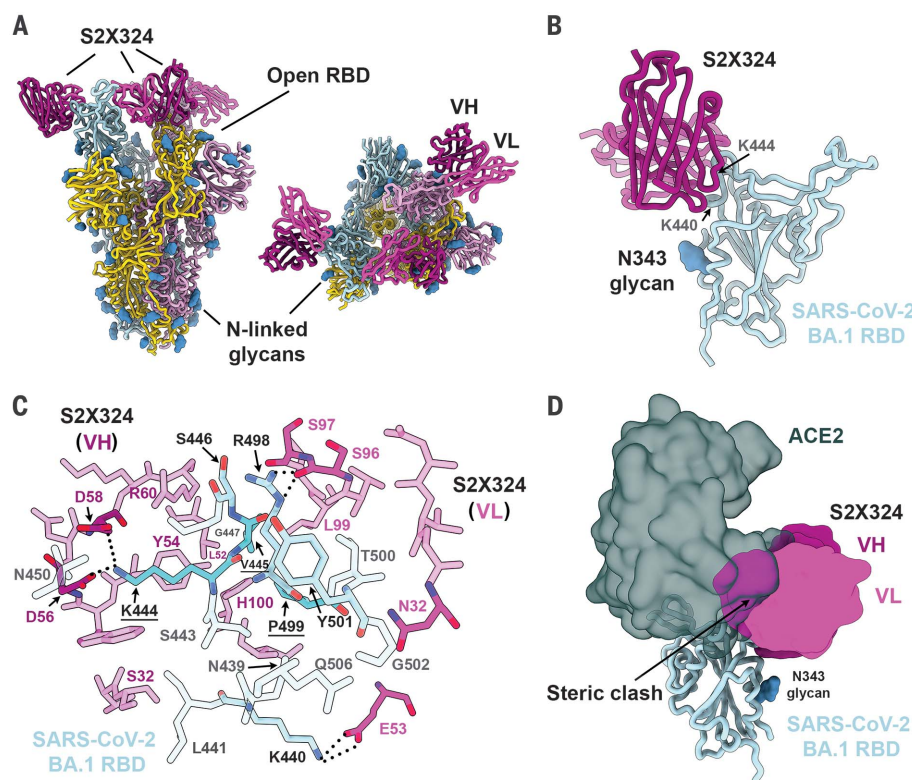 A
S2X324
Open RBD
VH
VL
N-linked
glycans
B
S2X324
K444
K440
N343
glycan
SARS-CoV-2
BA.1 RBD
C
S2X324
(VH)
S446
R498
S97
S96
D58
R60
G447
L99
S2X324
(VL)
N450
Y54
L52
V445
T500
D56
K444
H100
P499
Y501
N32
S443
G502
N439
Q506
S32
E53
SARS-CoV-2
BA.1 RBD
L441
K440
D
ACE2
S2X324
VH
VL
Steric clash
N343
glycan
SARS-CoV-2
BA.1 RBD